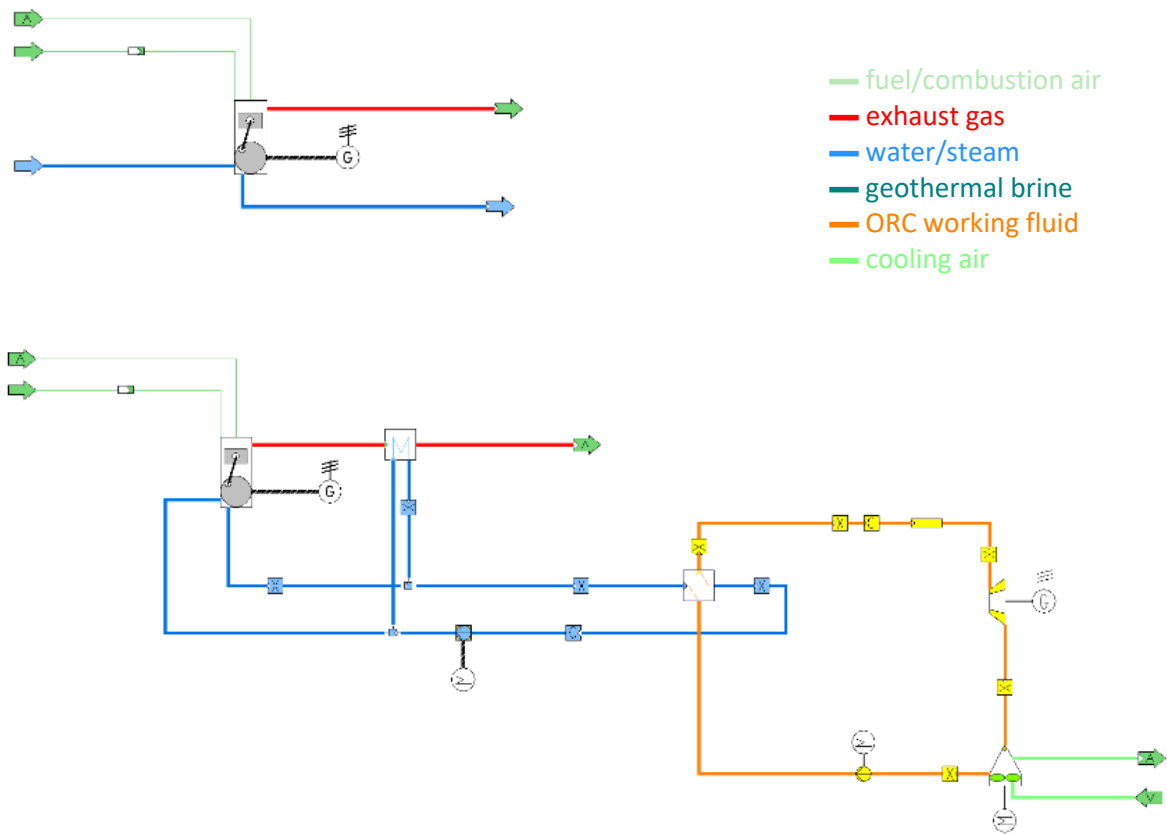 A
fuel/combustion air
exhaust gas
water/steam
G
geothermal brine
ORC working fluid
cooling air
A
A
G
X
C
X
X
X
G
C
X
A